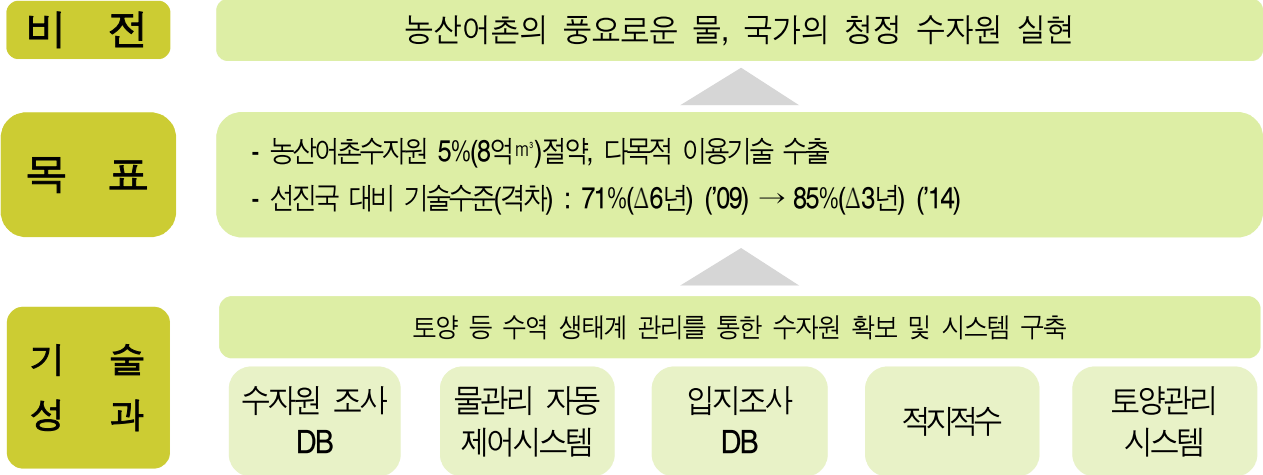 비 전
농산어촌의 풍요로운 물, 국가의 청정 수자원 실현
목 표
- 농산어촌수자원 5%(8억㎥)절약, 다목적 이용기술 수출
- 선진국 대비 기술수준(격차) : 71%(Δ6년) ('09) → 85%(Δ3년) ('14)
기 술
성 과
토양 등 수역 생태계 관리를 통한 수자원 확보 및 시스템 구축
수자원 조사
DB
물관리 자동
제어시스템
입지조사
DB
적지적수
토양관리
시스템